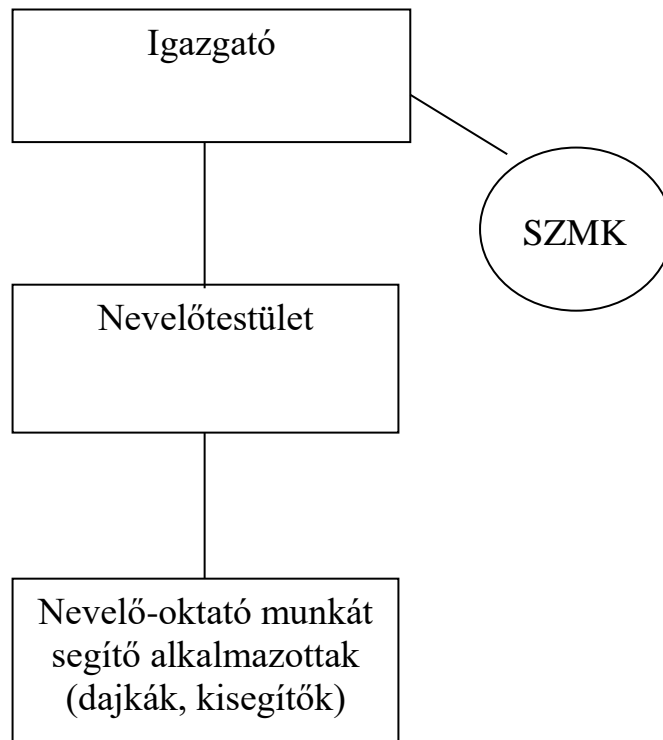 Igazgató
SZMK
Nevelőtestület
Nevelő-oktató munkát
segítő alkalmazottak
(dajkák, kisegítők)